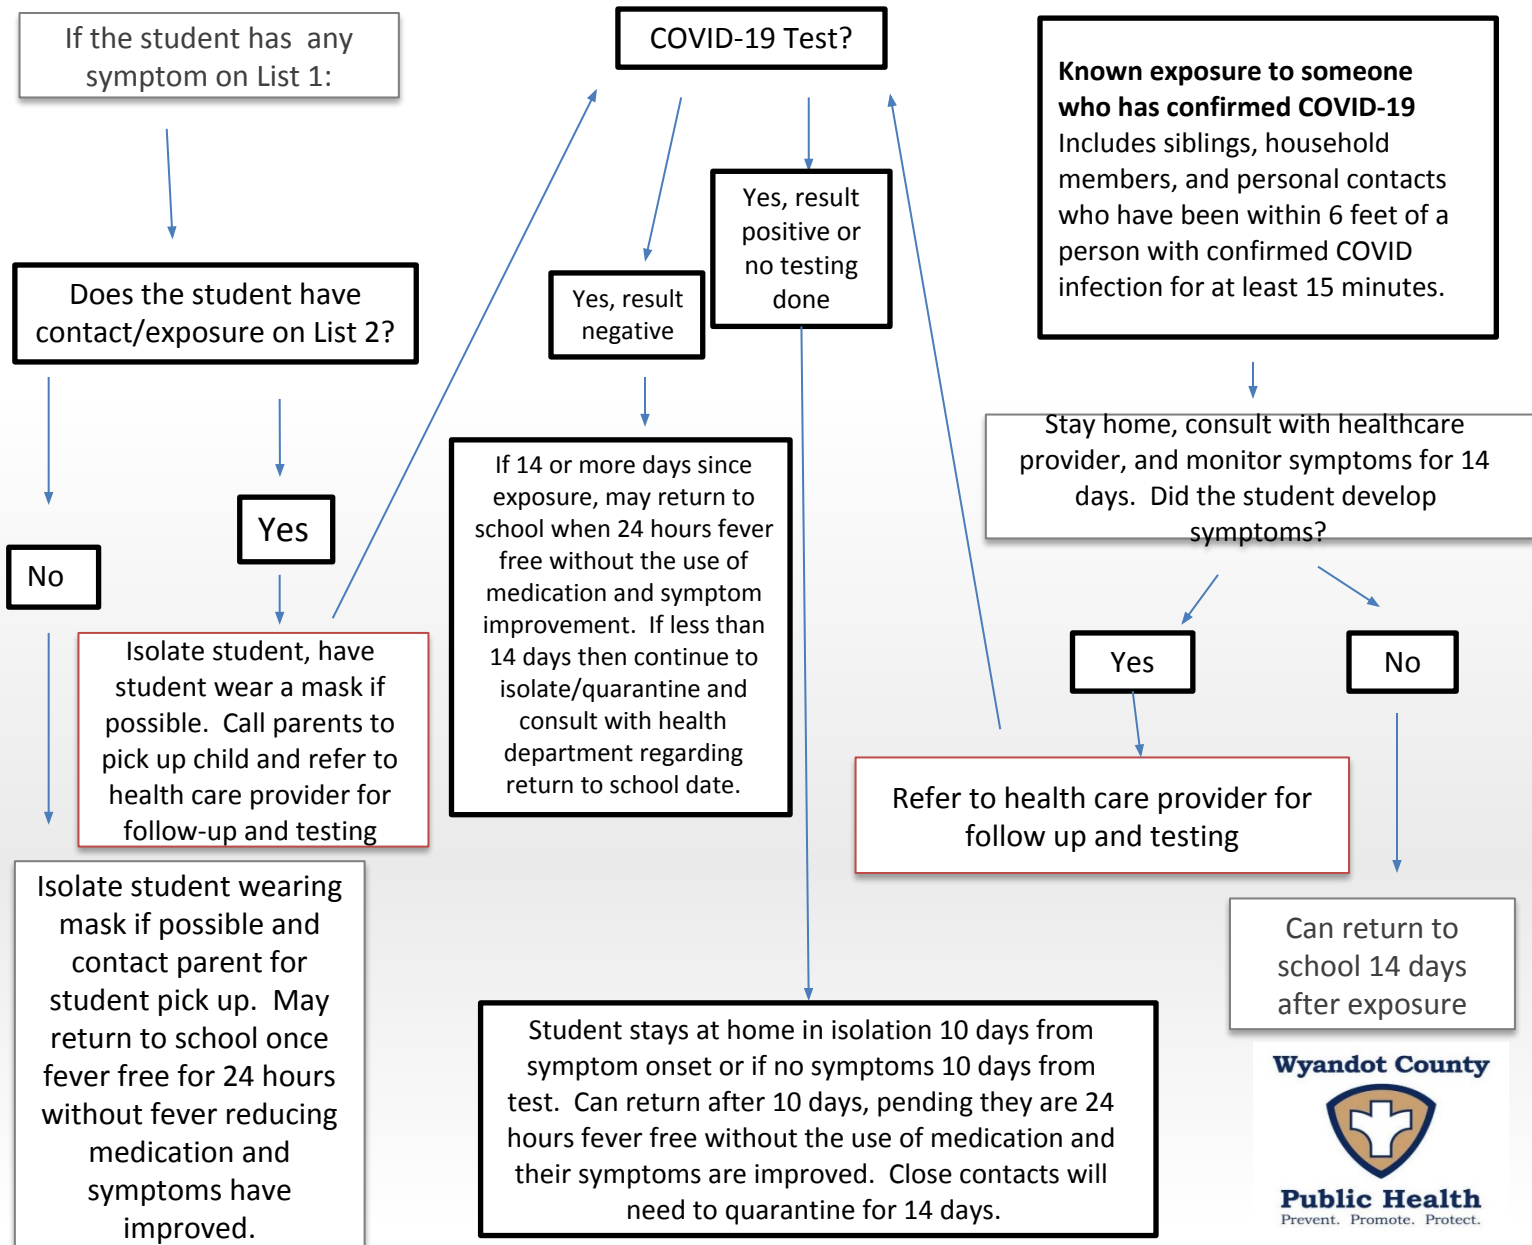 If the student has any
symptom on List 1:
Does the student have
contact/exposure on List 2?
No
Yes
Isolate student, have
student wear a mask if
possible. Call parents to
pick up child and refer to
health care provider for
follow-up and testing
Isolate student wearing
mask if possible and
contact parent for
student pick up. May
return to school once
fever free for 24 hours
without fever reducing
medication and
symptoms have
improved.
COVID-19 Test?
Yes, result
negative
Yes, result
positive or
no testing
done
If 14 or more days since
exposure, may return to
school when 24 hours fever
free without the use of
medication and symptom
improvement. If less than
14 days then continue to
isolate/quarantine and
consult with health
department regarding
return to school date.
Student stays at home in isolation 10 days from
symptom onset or if no symptoms 10 days from
test. Can return after 10 days, pending they are 24
hours fever free without the use of medication and
their symptoms are improved. Close contacts will
need to quarantine for 14 days.
Known exposure to someone
who has confirmed COVID-19
Includes siblings, household
members, and personal contacts
who have been within 6 feet of a
person with confirmed COVID
infection for at least 15 minutes.
Stay home, consult with healthcare
provider, and monitor symptoms for 14
days. Did the student develop
symptoms?
Yes
No
Refer to health care provider for
follow up and testing
Can return to
school 14 days
after exposure
Wyandot County
Public Health
Prevent. Promote. Protect.